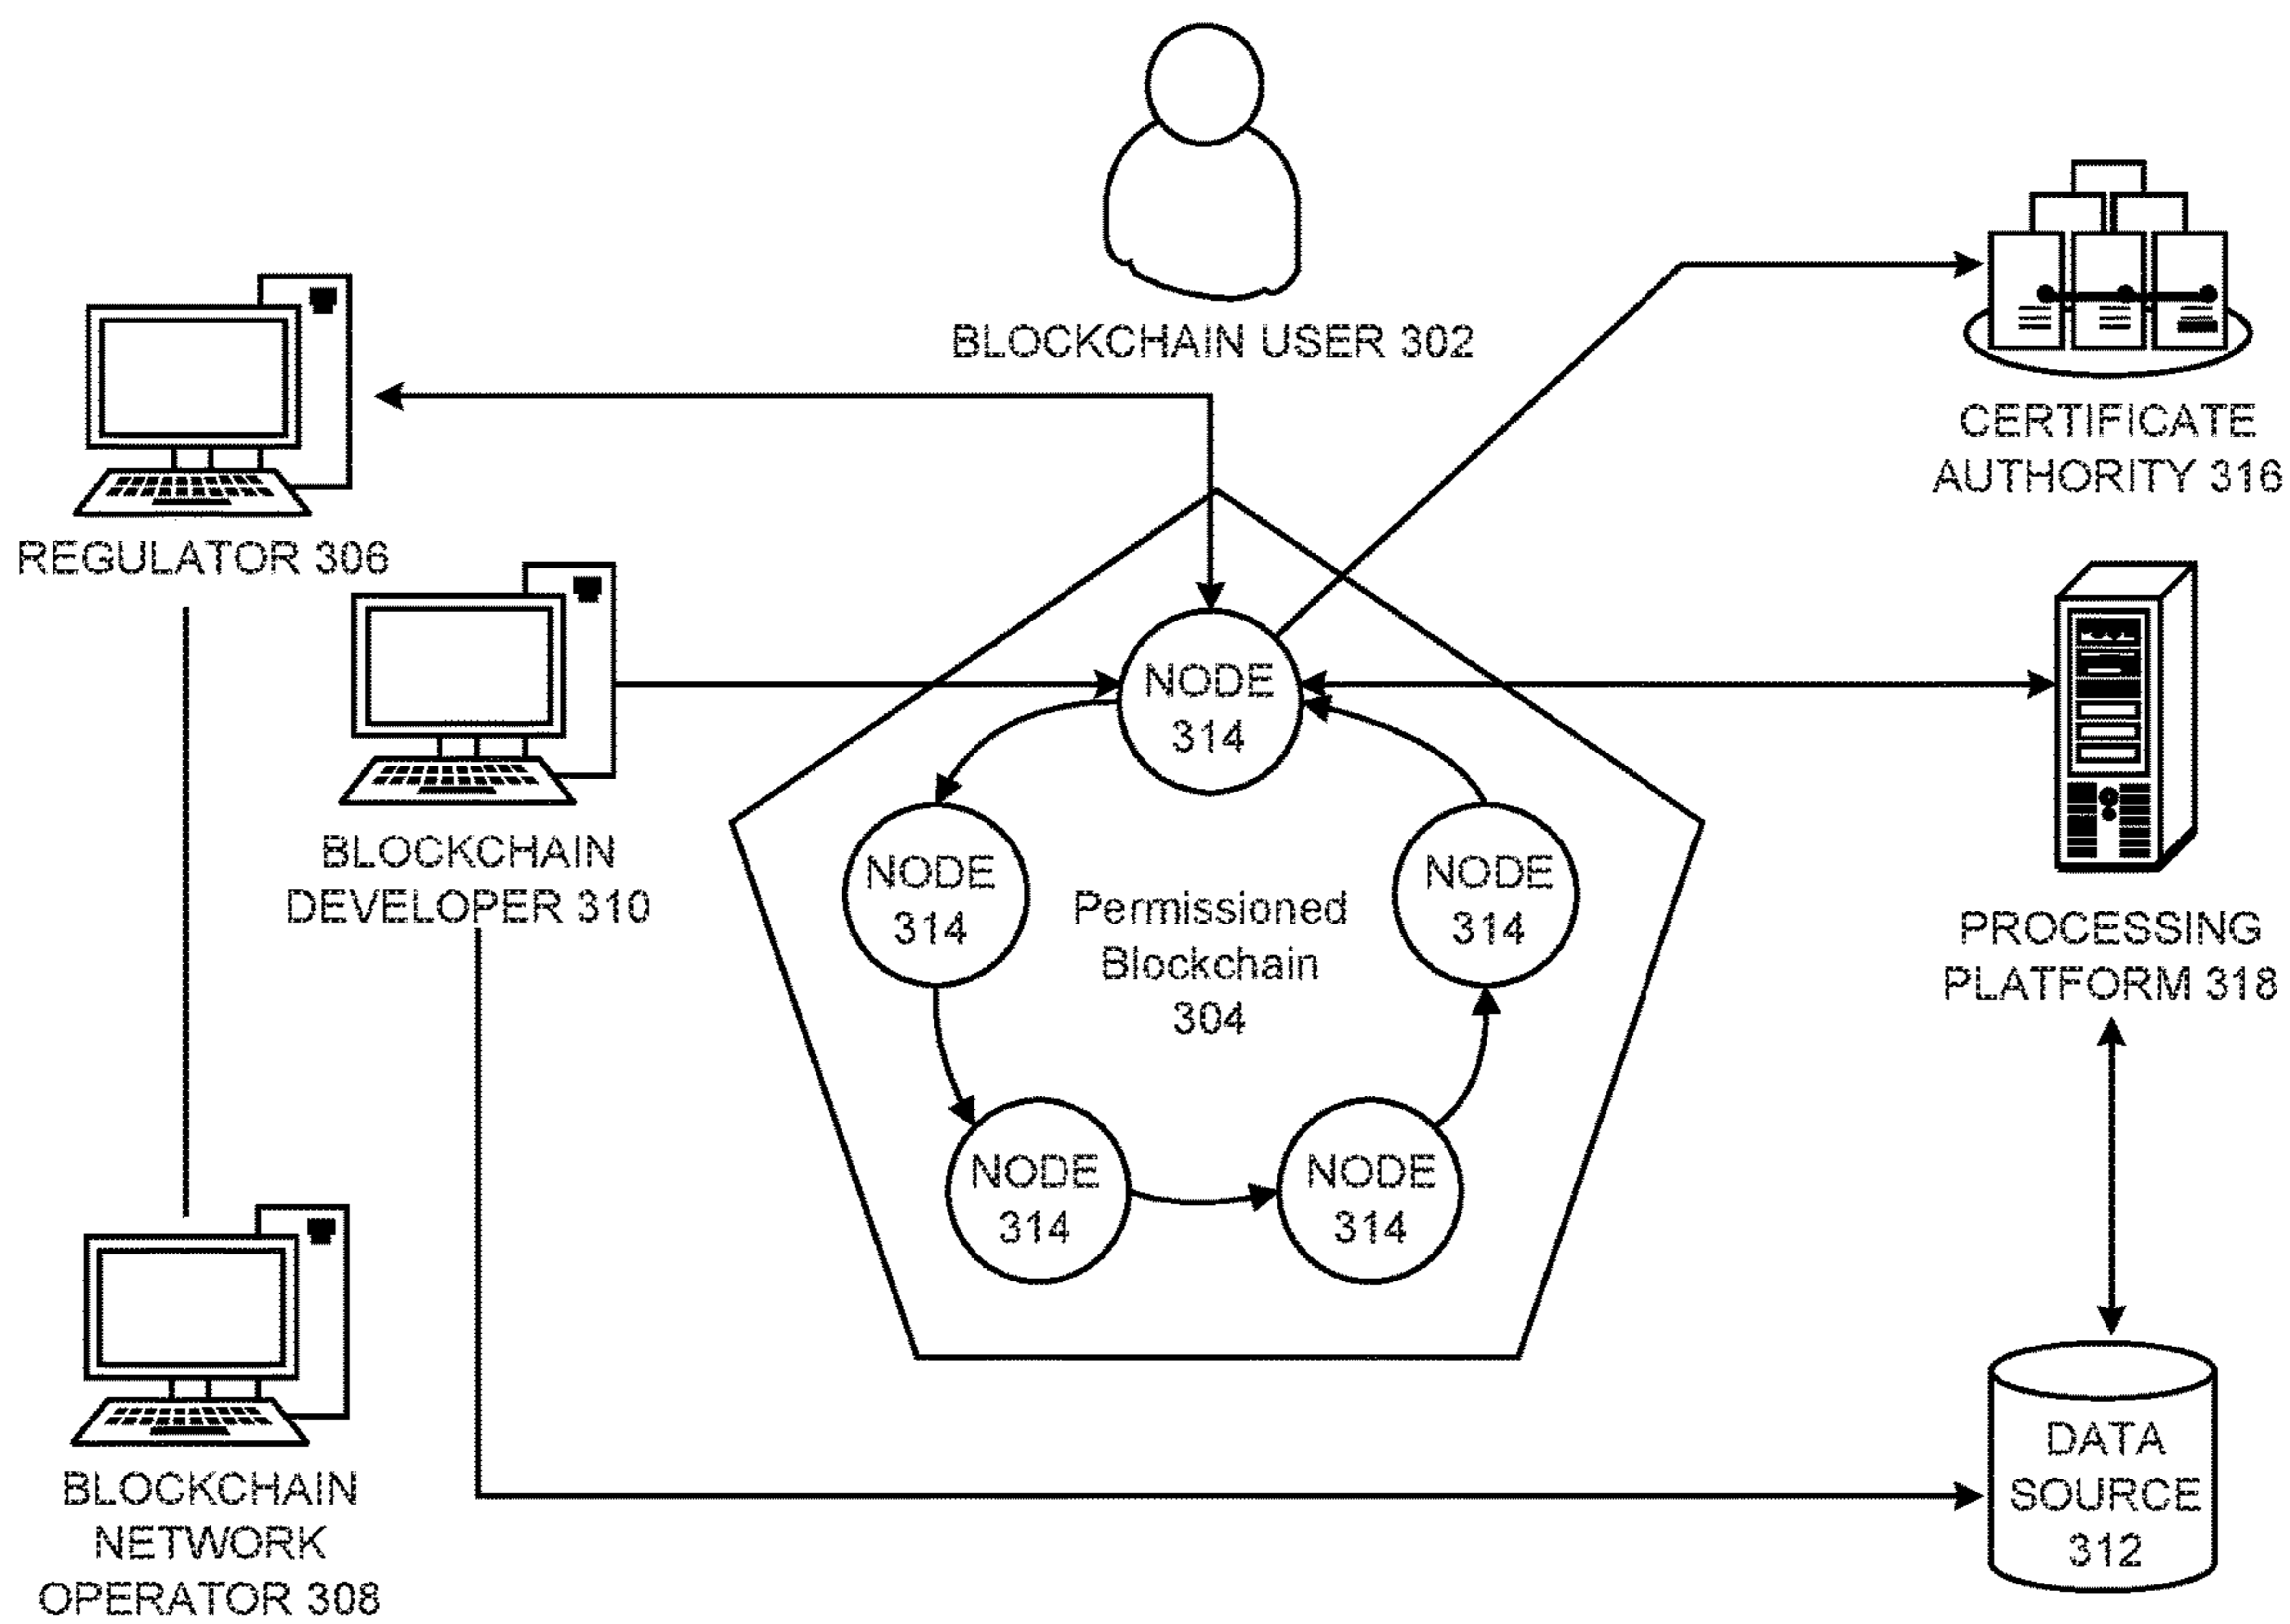 BLOCKCHAIN USER 302
CERTIFICATE
AUTHORITY 316
REGULATOR 306
BLOCKCHAIN
DEVELOPER 310
NODE
314
NODE
314
Permissioned
Blockchain
304
NODE
314
NODE
314
NODE
314
PROCESSING
PLATFORM 318
BLOCKCHAIN
NETWORK
OPERATOR 308
DATA
SOURCE
312